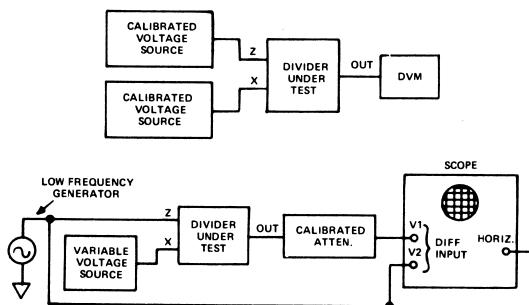 CALIBRATED
VOLTAGE
SOURCE
Z
X
CALIBRATED
VOLTAGE
SOURCE
DIVIDER
UNDER
TEST
OUT
DVM
LOW FREQUENCY
GENERATOR
Z
X
VARIABLE
VOLTAGE
SOURCE
DIVIDER
UNDER
TEST
OUT
CALIBRATED
ATTEN.
SCOPE
V1
V2
DIFF
INPUT
HORIZ.